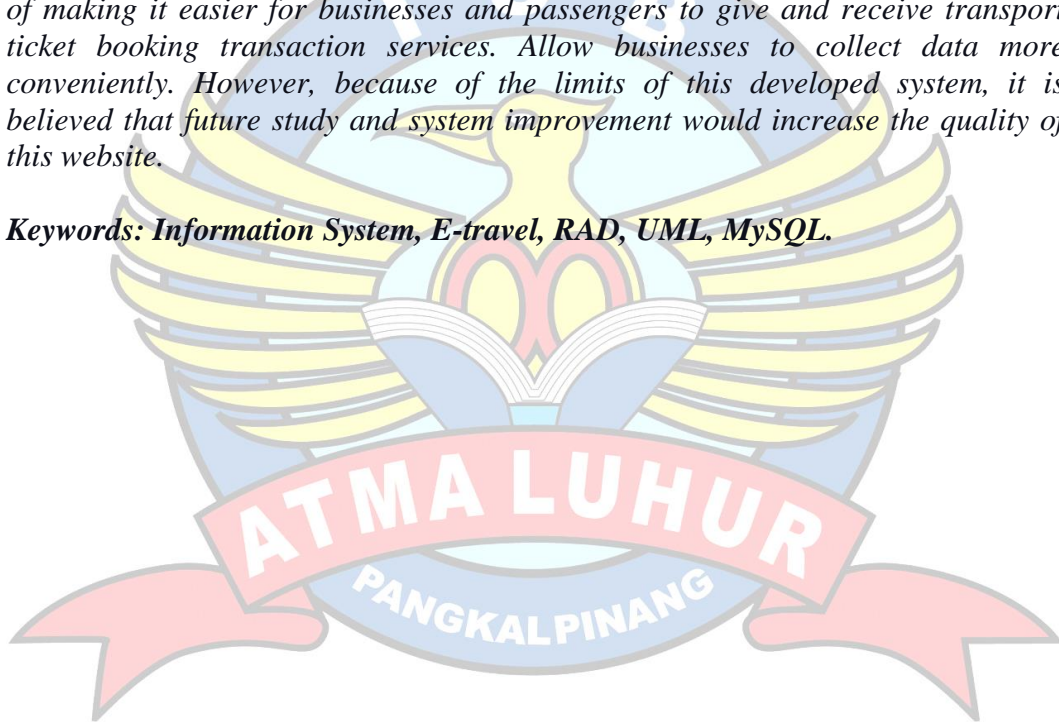 of making it easier for businesses and passengers to give and receive transport
ticket booking transaction services. Allow businesses to collect data more
conveniently. However, because of the limits of this developed system, it is
believed that future study and system improvement would increase the quality of
this website.
Keywords: Information System, E-travel, RAD, UML, MySQL.
ATMA LUHUR
PANGKALPINANG